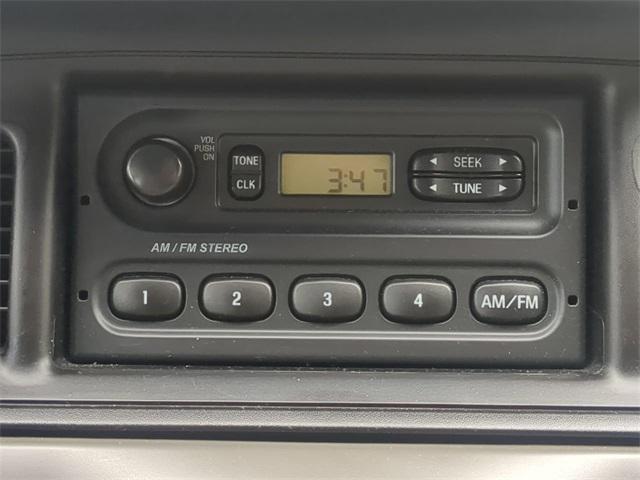 VOL
PUSH
ON
TONE
CLK
3:47
SEEK
TUNE
AM / FM STEREO
1
2
3
4
AM/FM